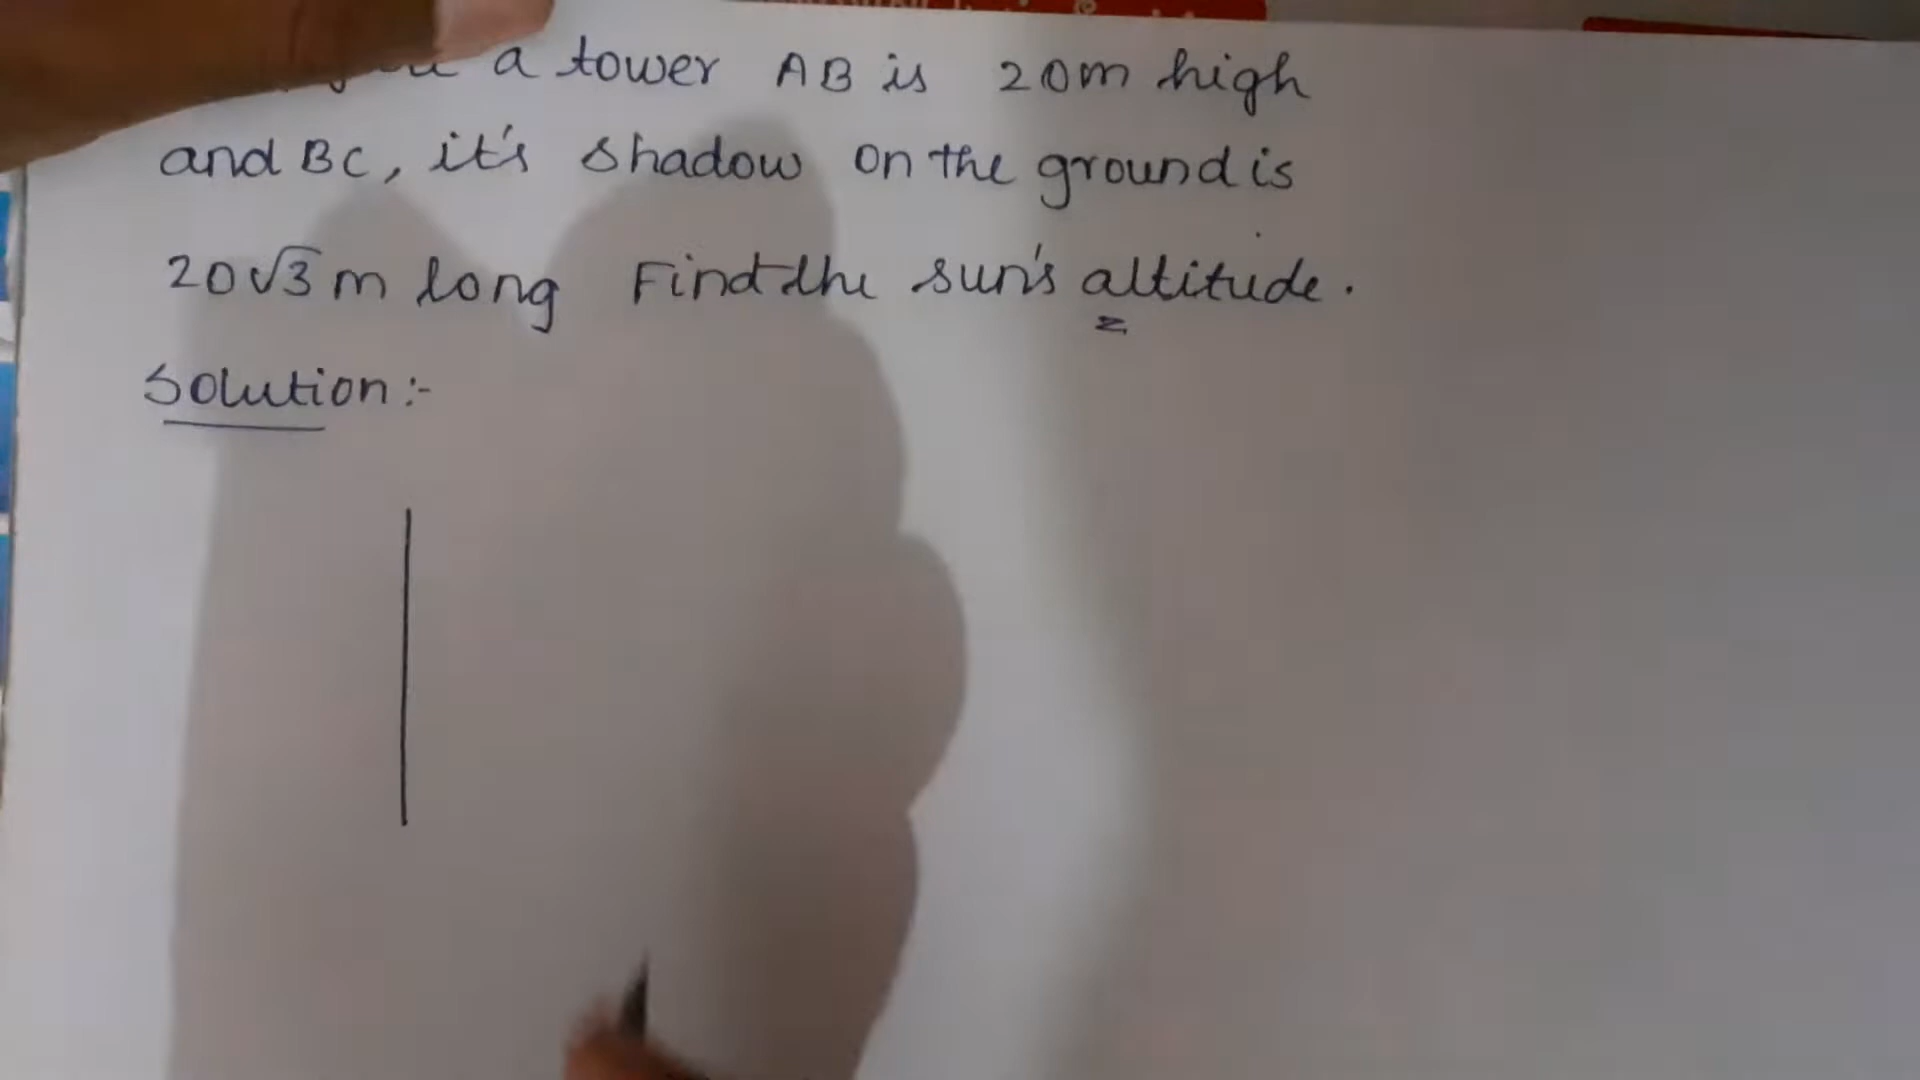 a tower AB is 20m high
and BC, it's shadow on the ground is
20√3 m long Find the sun's altitude.
Solution :-